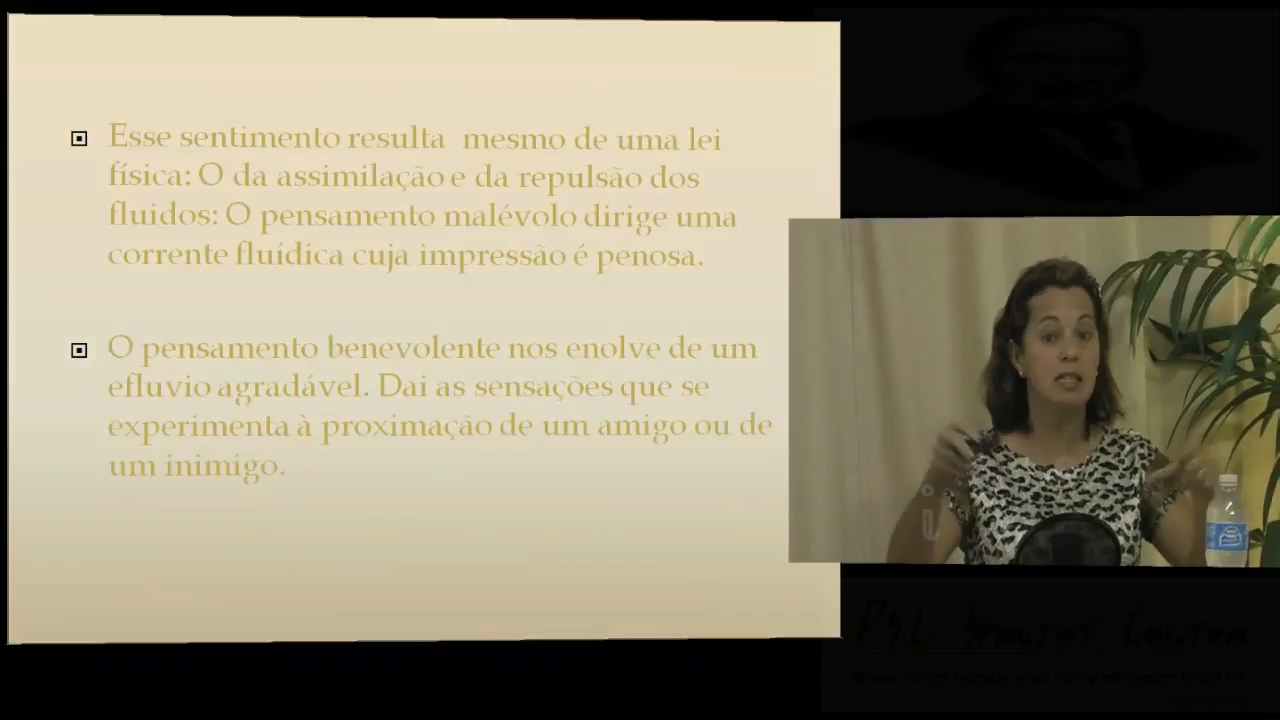 Esse sentimento resulta mesmo de uma lei
física: O da assimilação e da repulsão dos
fluidos: O pensamento malévolo dirige uma
corrente fluídica cuja impressão é penosa.
O pensamento benevolente nos enolve de um
efluvio agradável. Dai as sensações que se
experimenta à proximação de um amigo ou de
um inimigo.